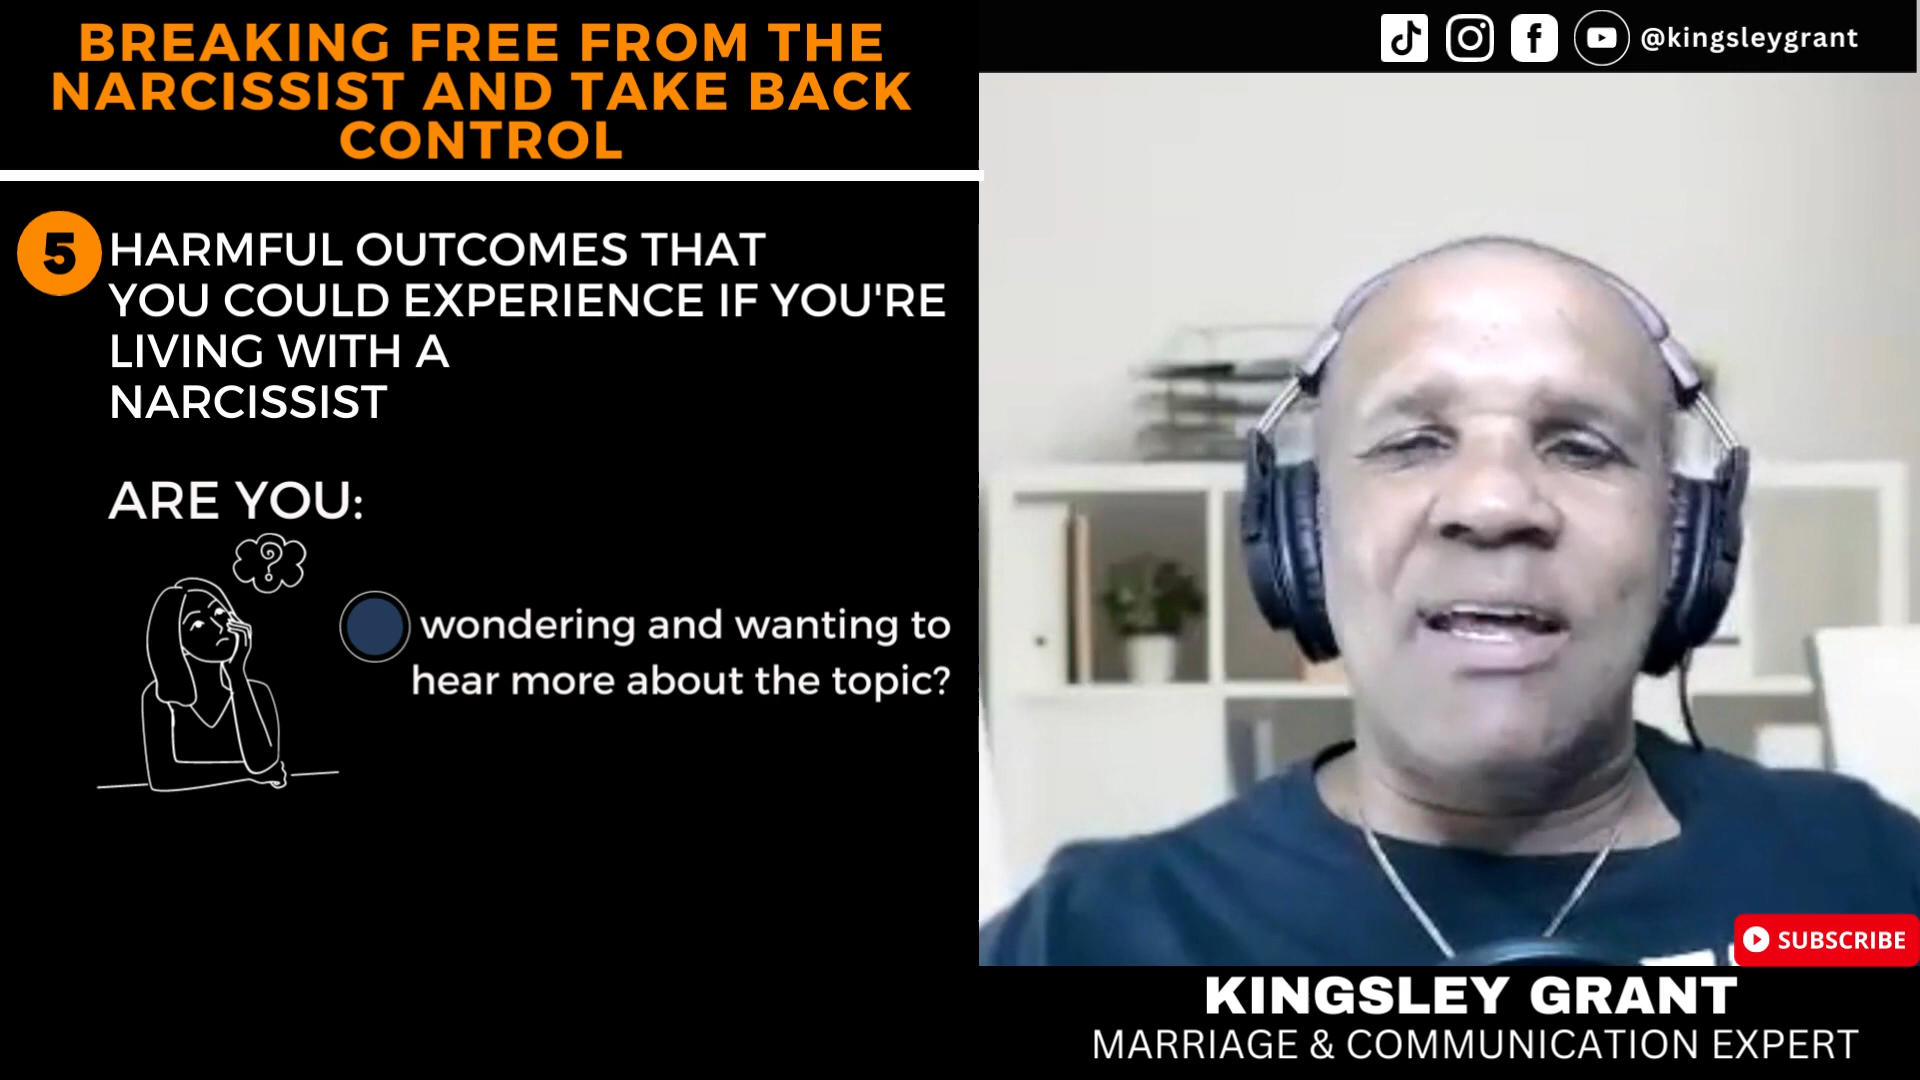 BREAKING FREE FROM THE
NARCISSIST AND TAKE BACK
CONTROL
@kingsleygrant
5
HARMFUL OUTCOMES THAT
YOU COULD EXPERIENCE IF YOU'RE
LIVING WITH A
NARCISSIST
ARE YOU:
?
wondering and wanting to
hear more about the topic?
SUBSCRIBE
KINGSLEY GRANT
MARRIAGE & COMMUNICATION EXPERT